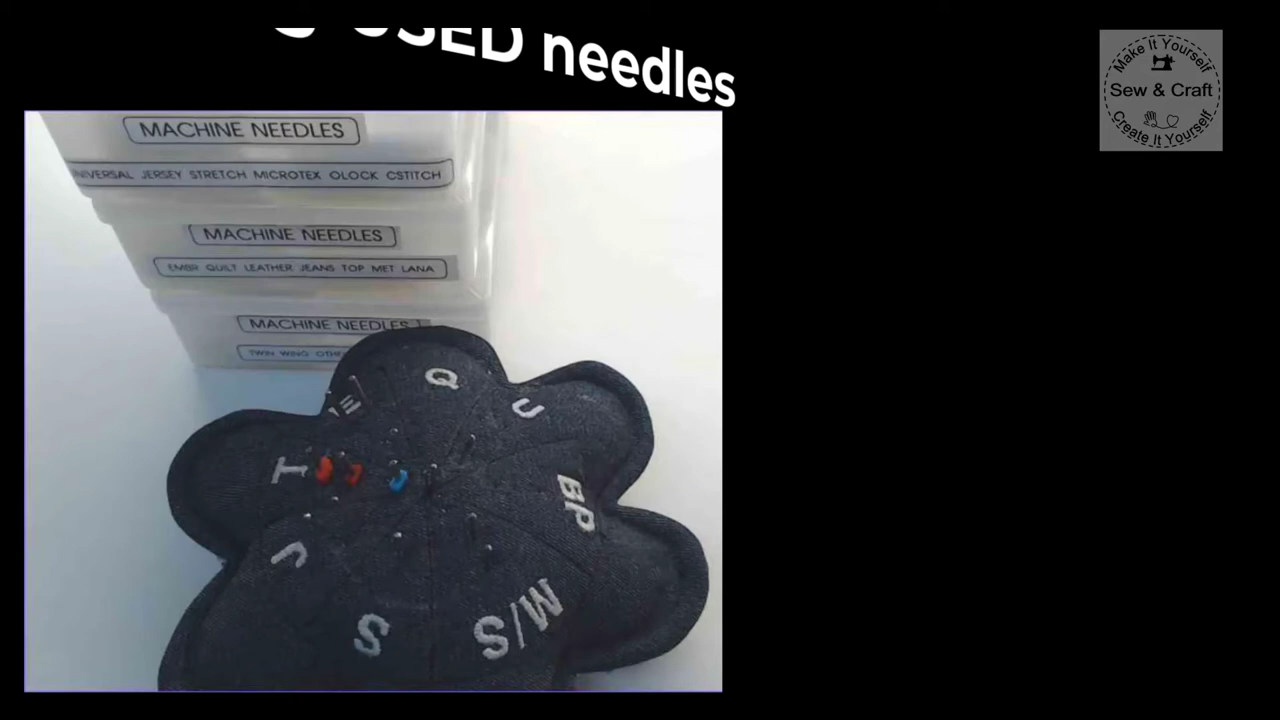 USED needles
Make It Yourself
Sew & Craft
Create It Yourself
MACHINE NEEDLES
UNIVERSAL JERSEY STRETCH MICROTEX OLOCK CSTITCH
MACHINE NEEDLES
EMBR QUILT LEATHER JEANS TOP MET LANA
MACHINE NEEDLES
TWIN WING
Q
U
E
T
BP
J
S
M/S